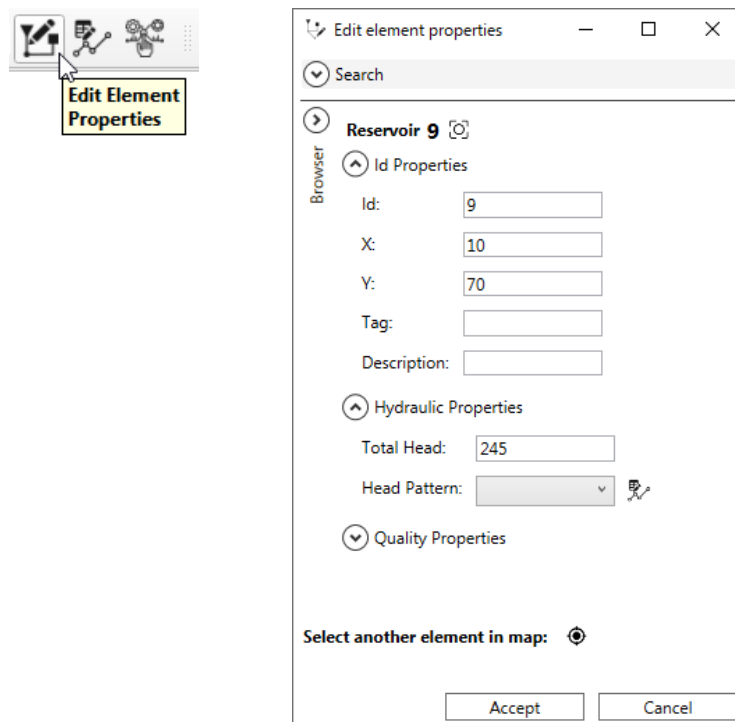 Edit Element
Properties
Edit element properties
Search
Browser
Reservoir 9
Id Properties
Id: 9
X: 10
Y: 70
Tag:
Description:
Hydraulic Properties
Total Head: 245
Head Pattern:
Quality Properties
Select another element in map:
Accept Cancel